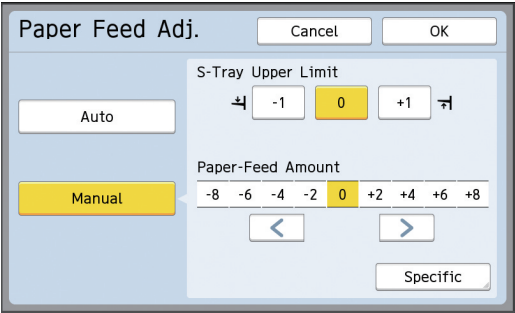 Paper Feed Adj. Cancel OK
S-Tray Upper Limit
Auto -1 0 +1
Paper-Feed Amount
Manual -8 -6 -4 -2 0 +2 +4 +6 +8
< >
Specific